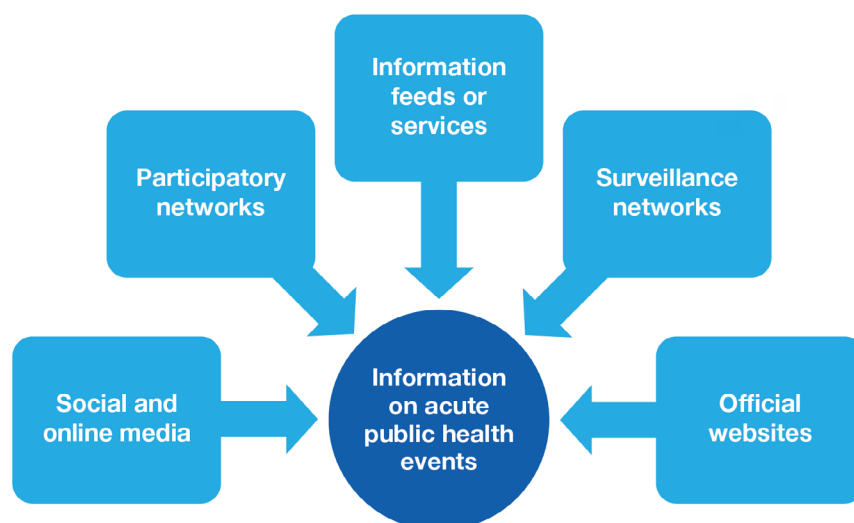 Information
feeds or
services
Participatory
networks
Surveillance
networks
Social and
online media
Information
on acute
public health
events
Official
websites